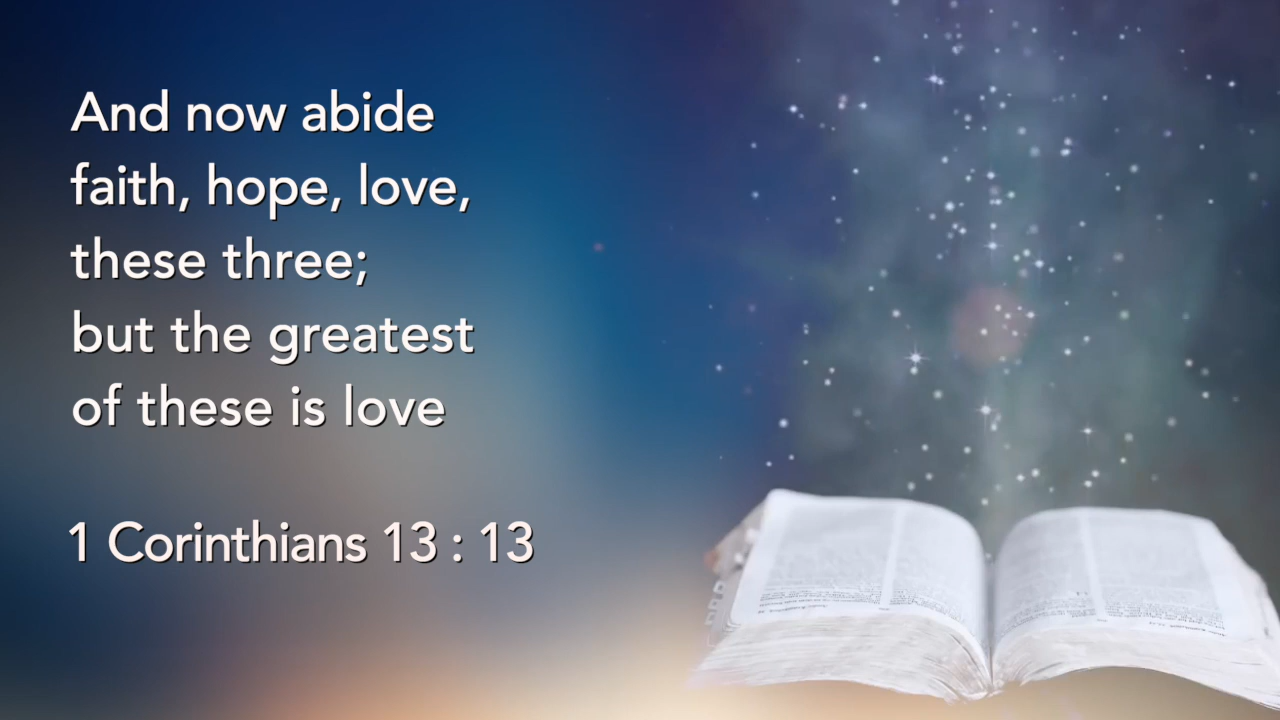 And now abide
faith, hope, love,
these three;
but the greatest
of these is love
1 Corinthians 13 : 13